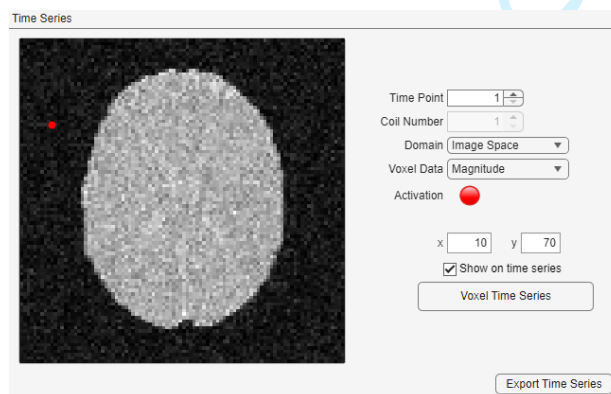 Time Series
Time Point 1
Coil Number 1
Domain Image Space
Voxel Data Magnitude
Activation
x 10 y 70
Show on time series
Voxel Time Series
Export Time Series